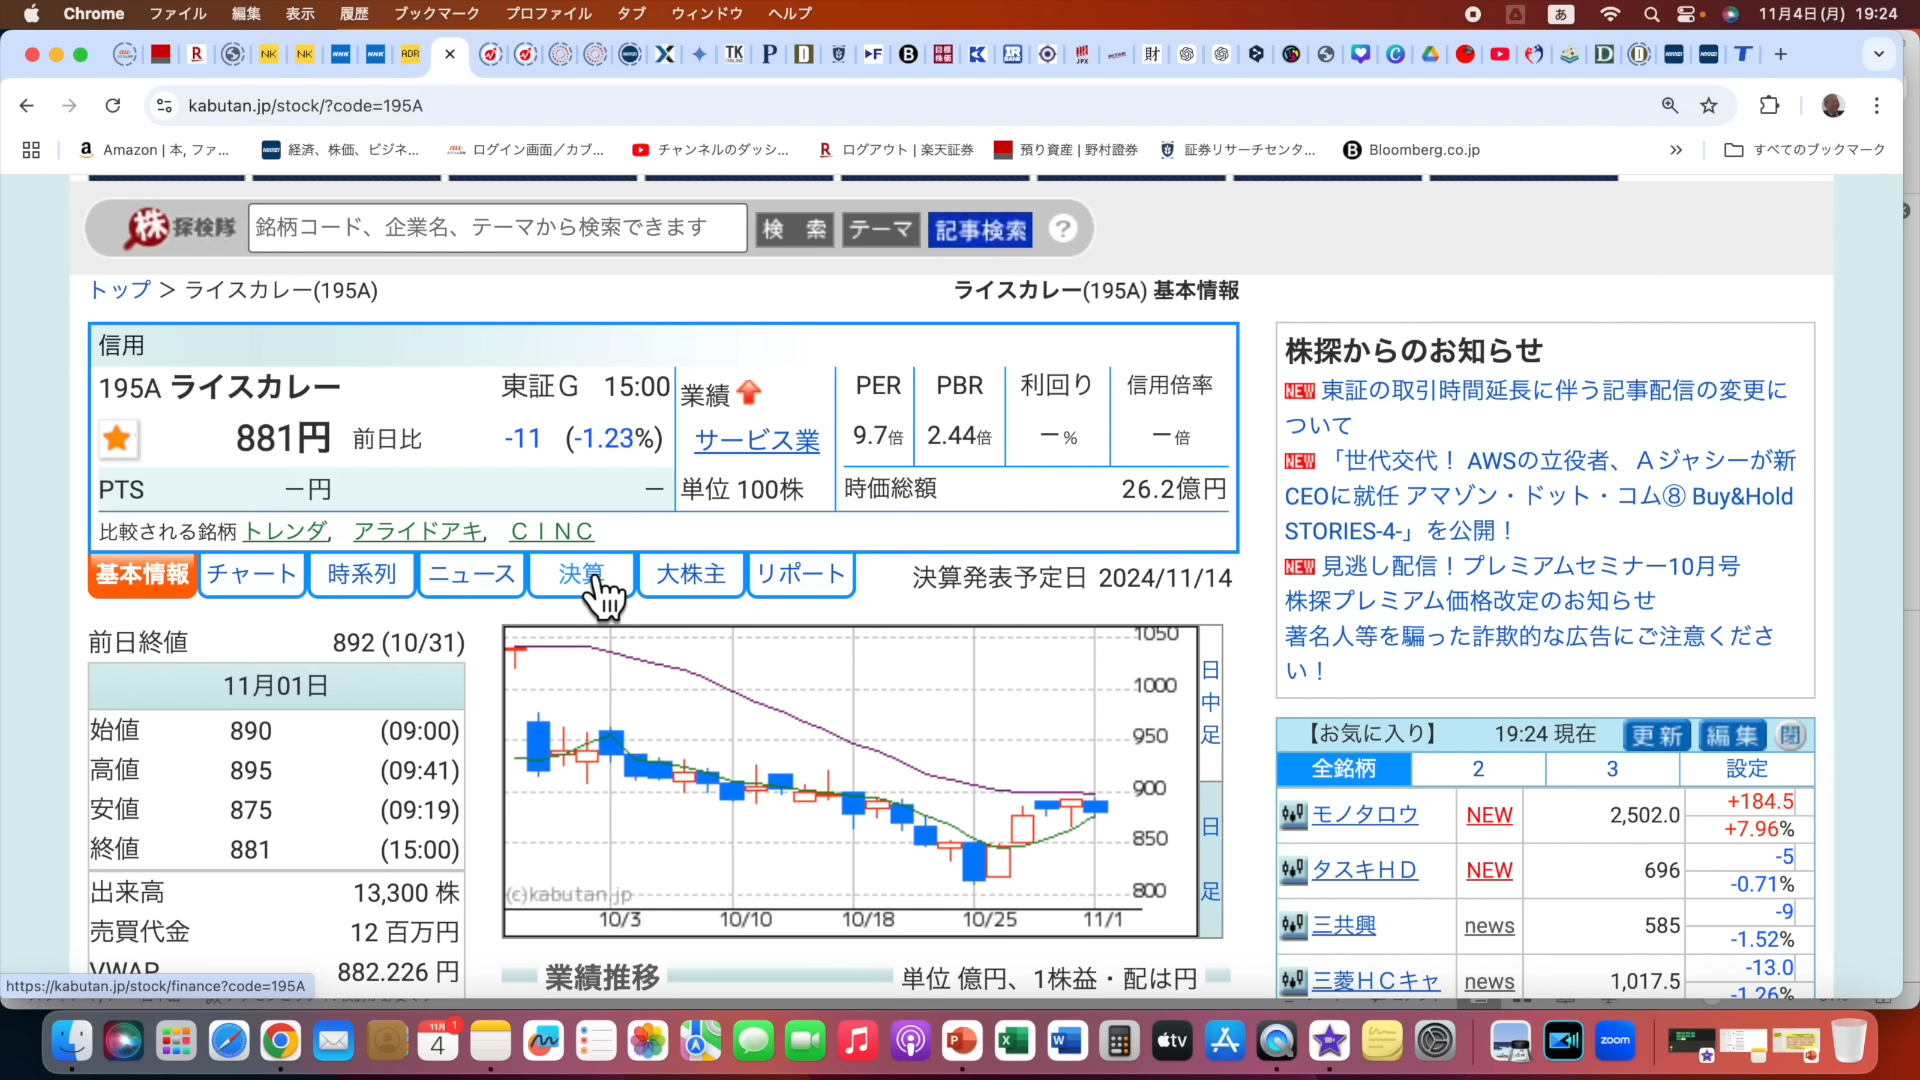 Chrome ファイル 編集 表示 履歴 ブックマーク プロファイル タブ ウィンドウ ヘルプ あ 11月4日(月) 19:24
kabutan.jp/stock/?code=195A
Amazon | 本, ファ... 経済、株価、ビジネ... ログイン画面／カブ... チャンネルのダッシ... ログアウト | 楽天証券 預り資産 | 野村證券 証券リサーチセンタ... Bloomberg.co.jp すべてのブックマーク
株探検隊 銘柄コード、企業名、テーマから検索できます 検 索 テーマ 記事検索 ?
トップ > ライスカレー(195A) ライスカレー(195A) 基本情報
信用
195A ライスカレー 東証G 15:00
881円 前日比 -11 (-1.23%)
業績
サービス業
PER PBR 利回り 信用倍率
9.7倍 2.44倍 －% －倍
PTS －円 － 単位 100株 時価総額 26.2億円
比較される銘柄 トレンダ, アライドアキ, ＣＩＮＣ
基本情報 チャート 時系列 ニュース 決算 大株主 リポート 決算発表予定日 2024/11/14
前日終値 892 (10/31)
11月01日
始値 890 (09:00)
高値 895 (09:41)
安値 875 (09:19)
終値 881 (15:00)
出来高 13,300 株
売買代金 12 百万円
VWAP 882.226 円
1050
1000
950
900
850
800
(c)kabutan.jp
10/3 10/10 10/18 10/25 11/1
日中足
日足
業績推移 単位 億円、1株益・配は円
株探からのお知らせ
NEW 東証の取引時間延長に伴う記事配信の変更に
ついて
NEW 「世代交代！ AWSの立役者、Ａジャシーが新
CEOに就任 アマゾン・ドット・コム⑧ Buy&Hold
STORIES-4-」を公開！
NEW 見逃し配信！プレミアムセミナー10月号
株探プレミアム価格改定のお知らせ
著名人等を騙った詐欺的な広告にご注意くださ
い！
【お気に入り】 19:24 現在 更新 編集 閉
全銘柄 2 3 設定
モノタロウ NEW 2,502.0 +184.5
+7.96%
タスキＨＤ NEW 696 -5
-0.71%
三共興 news 585 -9
-1.52%
三菱ＨＣキャ news 1,017.5 -13.0
-1.26%
https://kabutan.jp/stock/finance?code=195A
11月 1
4
tv
zoom